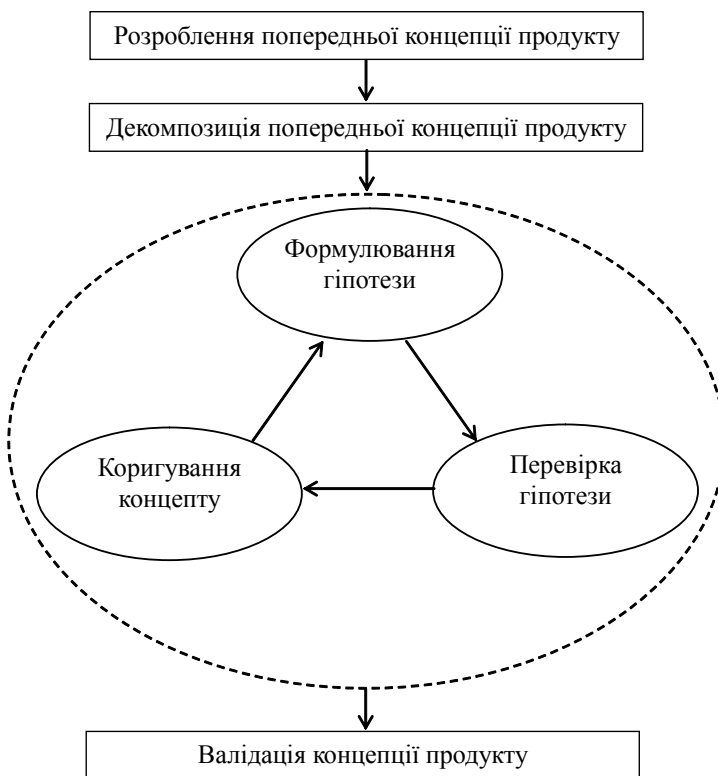 Розроблення попередньої концепції продукту
Декомпозиція попередньої концепції продукту
Формулювання
гіпотези
Коригування
концепту
Перевірка
гіпотези
Валідація концепції продукту